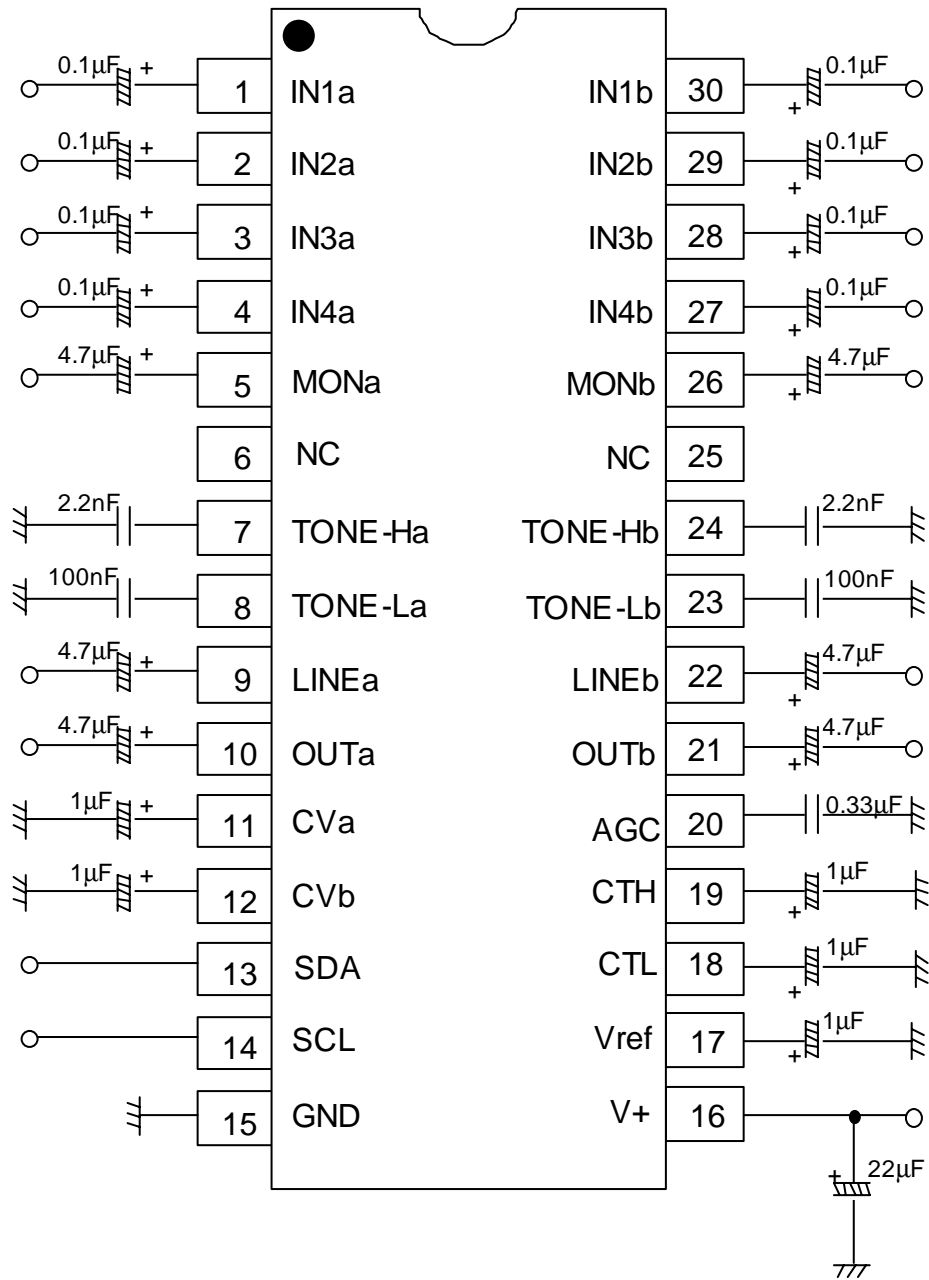 0.1µF + 1 IN1a IN1b 30 + 0.1µF
0.1µF + 2 IN2a IN2b 29 + 0.1µF
0.1µF + 3 IN3a IN3b 28 + 0.1µF
0.1µF + 4 IN4a IN4b 27 + 0.1µF
4.7µF + 5 MONa MONb 26 + 4.7µF
6 NC NC 25
2.2nF 7 TONE-Ha TONE-Hb 24 2.2nF
100nF 8 TONE-La TONE-Lb 23 100nF
4.7µF + 9 LINEa LINEb 22 + 4.7µF
4.7µF + 10 OUTa OUTb 21 + 4.7µF
1µF + 11 CVa AGC 20 0.33µF
1µF + 12 CVb CTH 19 + 1µF
13 SDA CTL 18 + 1µF
14 SCL Vref 17 + 1µF
15 GND V+ 16
+ 22µF